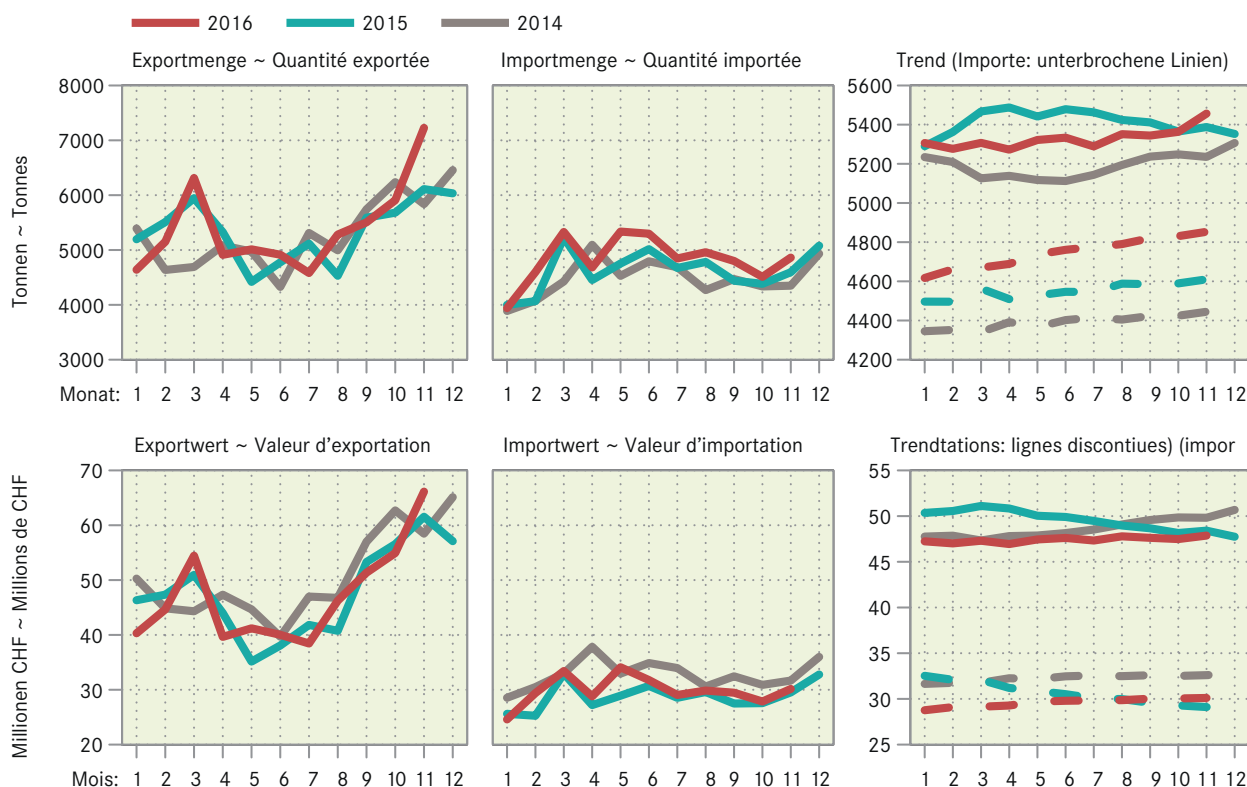 2016 2015 2014
Exportmenge ~ Quantité exportée
Importmenge ~ Quantité importée
Trend (Importe: unterbrochene Linien)
Tonnen ~ Tonnes
8000
7000
6000
5000
4000
3000
5600
5400
5200
5000
4800
4600
4400
4200
Monat: 1 2 3 4 5 6 7 8 9 10 11 12
1 2 3 4 5 6 7 8 9 10 11 12
1 2 3 4 5 6 7 8 9 10 11 12
Exportwert ~ Valeur d'exportation
Importwert ~ Valeur d'importation
Trendtations: lignes discontiues) (impor
Millionen CHF ~ Millions de CHF
70
60
50
40
30
20
55
50
45
40
35
30
25
Mois: 1 2 3 4 5 6 7 8 9 10 11 12
1 2 3 4 5 6 7 8 9 10 11 12
1 2 3 4 5 6 7 8 9 10 11 12